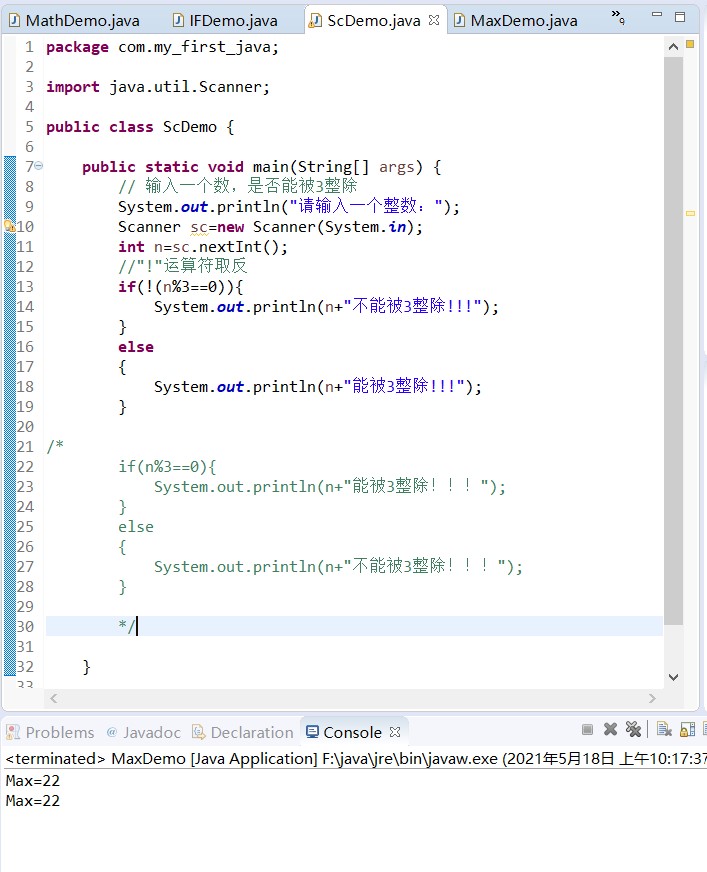 MathDemo.java IFDemo.java ScDemo.java MaxDemo.java »9
1 package com.my_first_java;
2
3 import java.util.Scanner;
4
5 public class ScDemo {
6
7 public static void main(String[] args) {
8 // 输入一个数，是否能被3整除
9 System.out.println("请输入一个整数：");
10 Scanner sc=new Scanner(System.in);
11 int n=sc.nextInt();
12 //"!"运算符取反
13 if(!(n%3==0)){
14 System.out.println(n+"不能被3整除!!!");
15 }
16 else
17 {
18 System.out.println(n+"能被3整除!!!");
19 }
20
21 /*
22 if(n%3==0){
23 System.out.println(n+"能被3整除！！！");
24 }
25 else
26 {
27 System.out.println(n+"不能被3整除！！！");
28 }
29
30 */
31
32 }
33
Problems @ Javadoc Declaration Console
<terminated> MaxDemo [Java Application] F:\java\jre\bin\javaw.exe (2021年5月18日 上午10:17:37
Max=22
Max=22